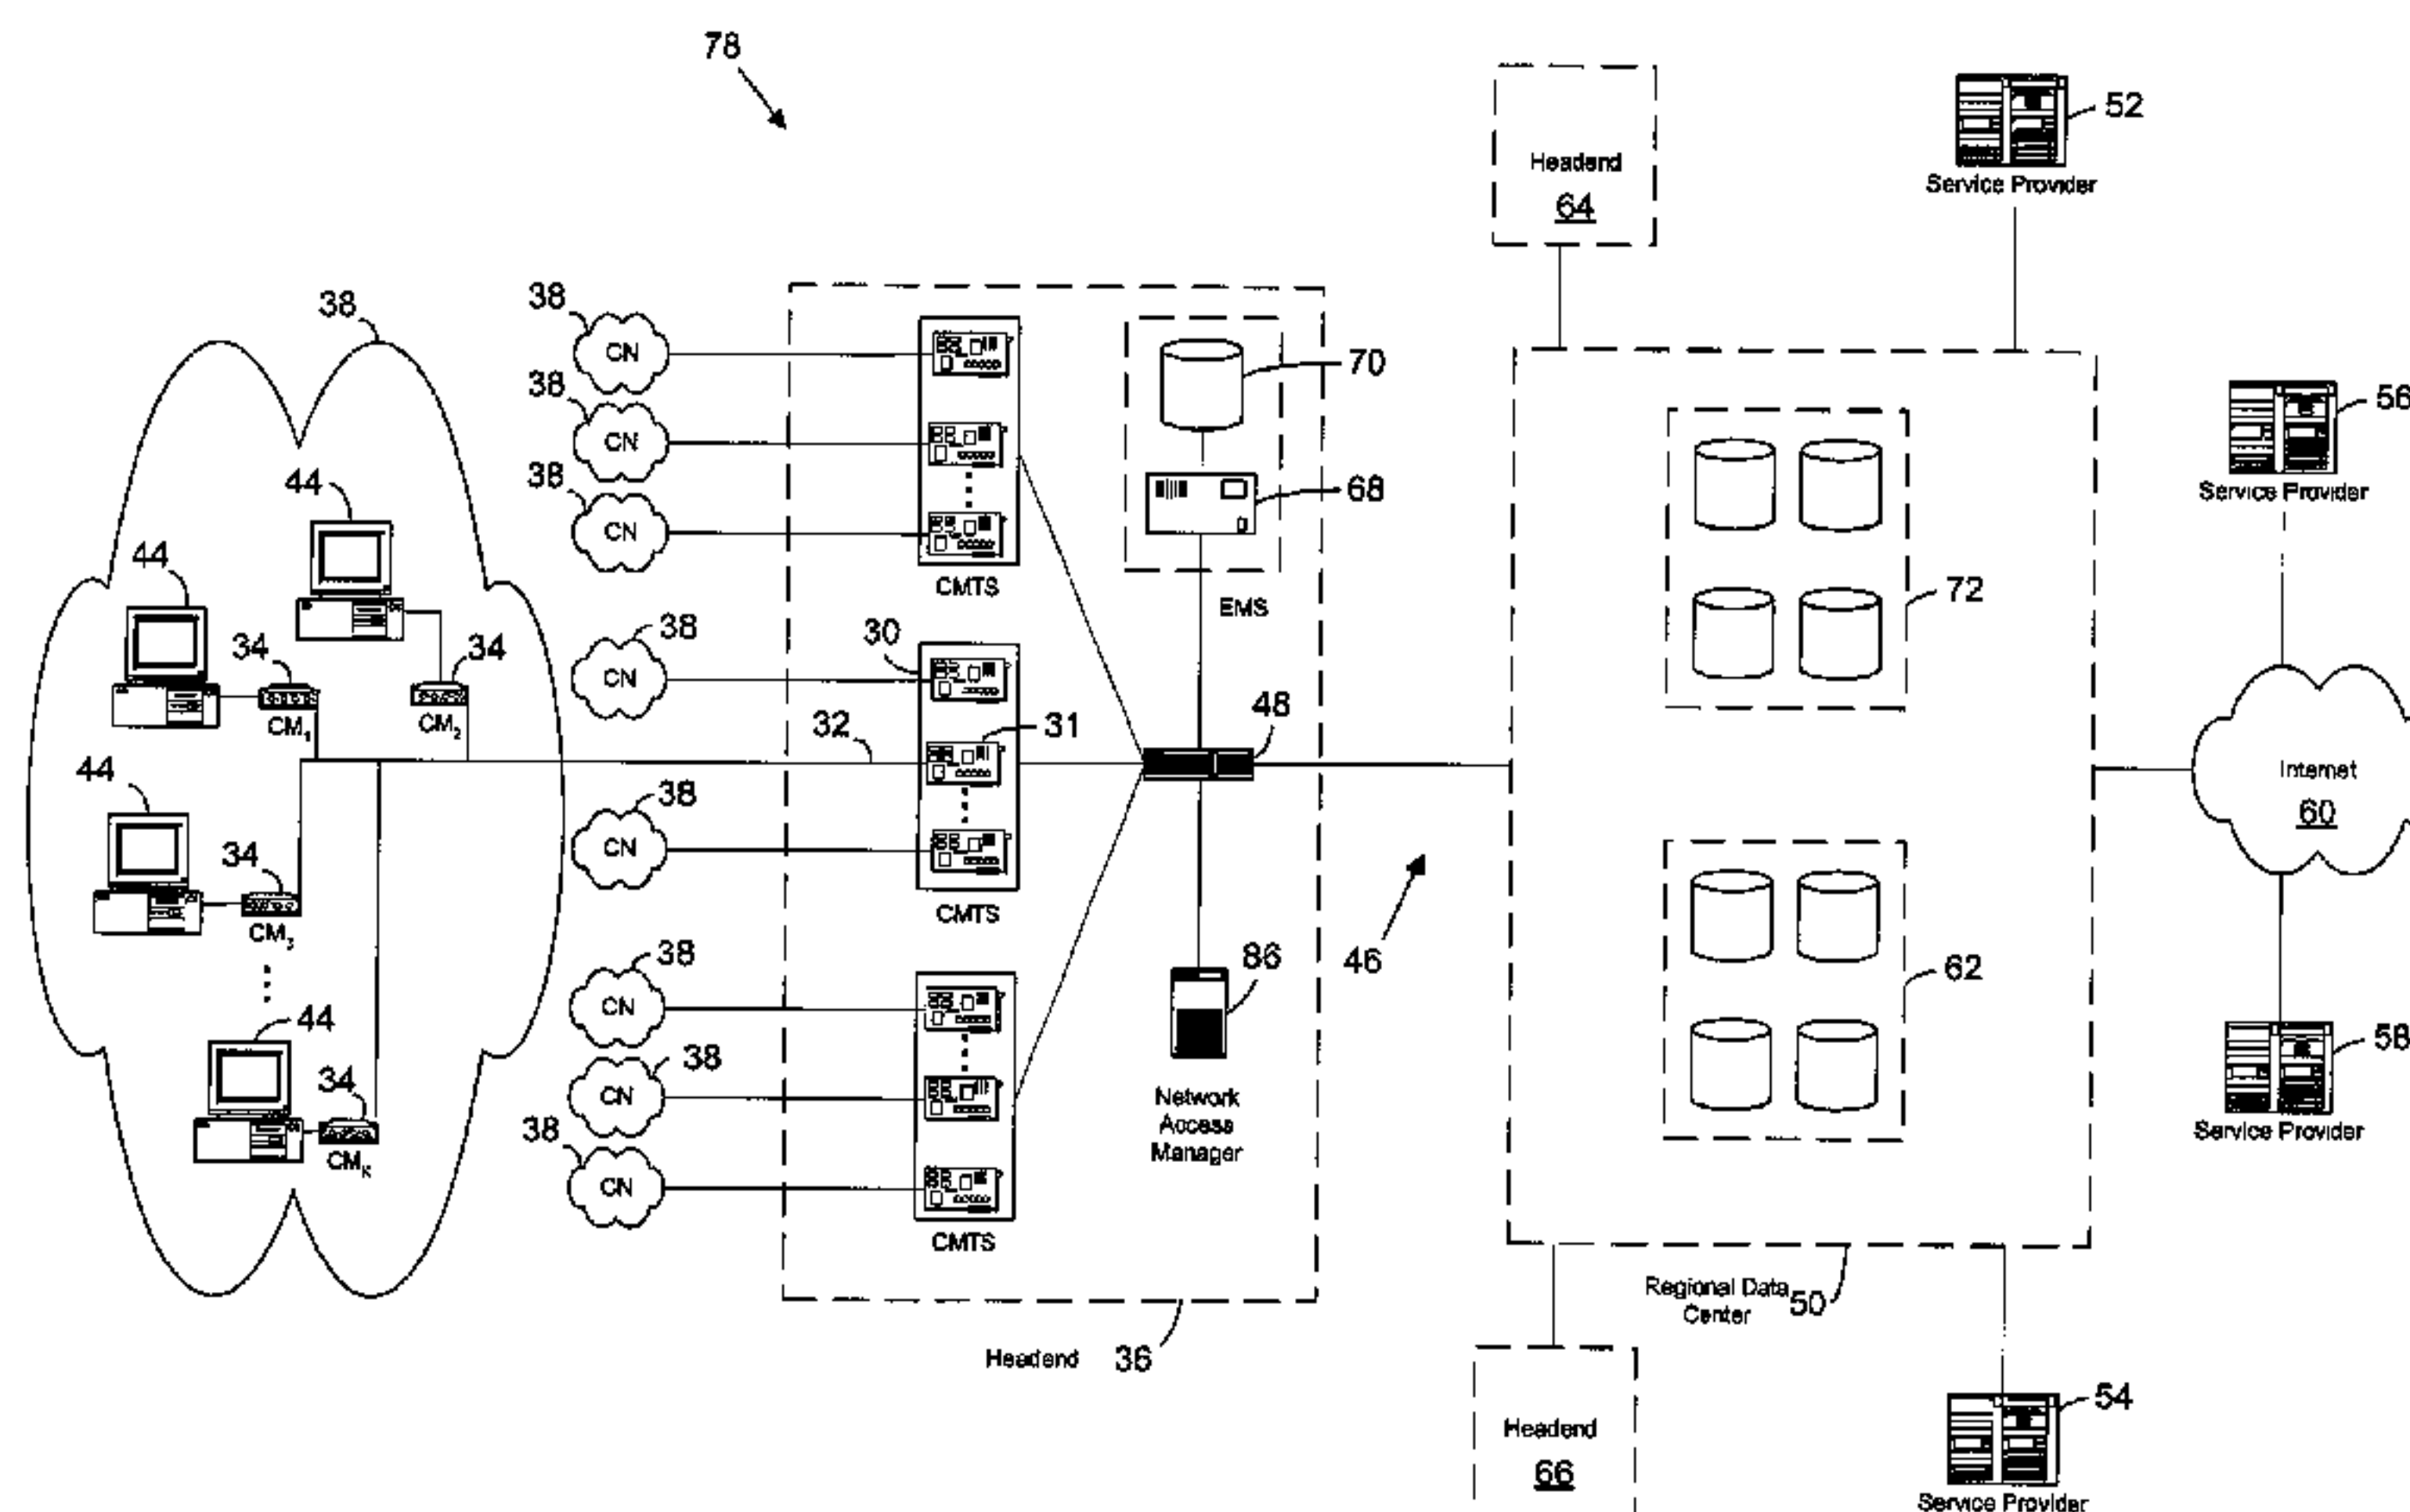 78
Headend
64
52
Service Provider
38
38
CN
38
CN
38
CN
70
68
CMTS
EMS
56
Service Provider
72
44
44
34
CM1
34
CM2
38
CN
30
32
31
48
44
34
CM3
38
CN
CMTS
46
Internet
60
62
44
34
CMK
38
CN
38
CN
38
CN
CMTS
86
Network
Access
Manager
58
Service Provider
Headend 36
Regional Data
Center 50
Headend
66
54
Service Provider